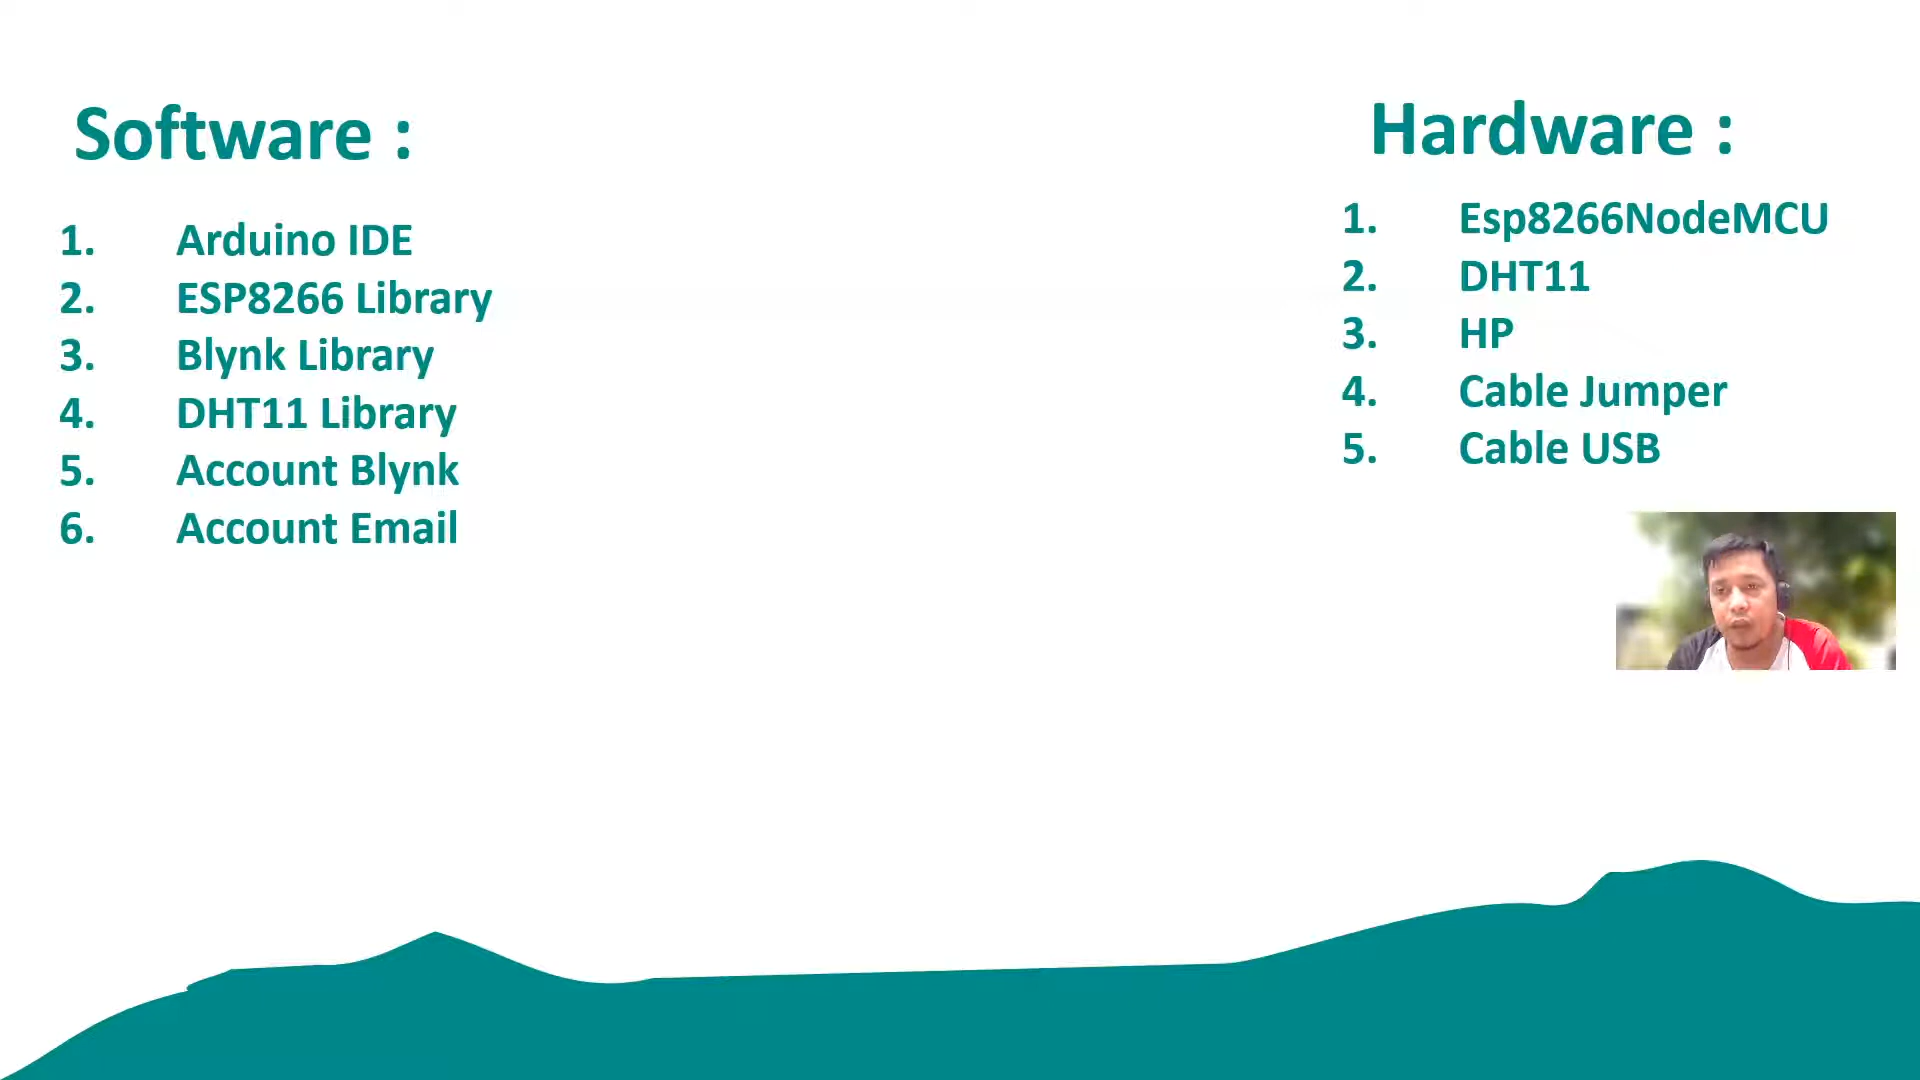 Software :
1. Arduino IDE
2. ESP8266 Library
3. Blynk Library
4. DHT11 Library
5. Account Blynk
6. Account Email
Hardware :
1. Esp8266NodeMCU
2. DHT11
3. HP
4. Cable Jumper
5. Cable USB